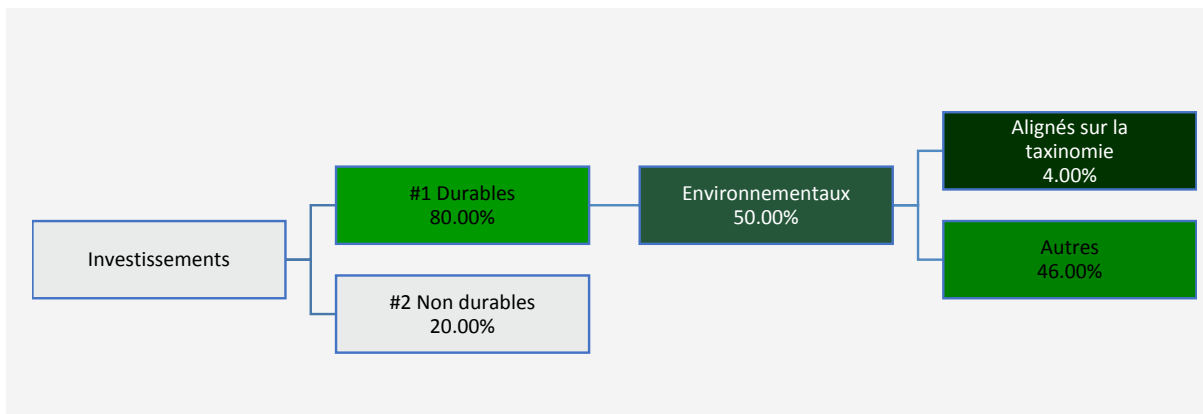 Investissements
#1 Durables
80.00%
#2 Non durables
20.00%
Environnementaux
50.00%
Alignés sur la
taxinomie
4.00%
Autres
46.00%